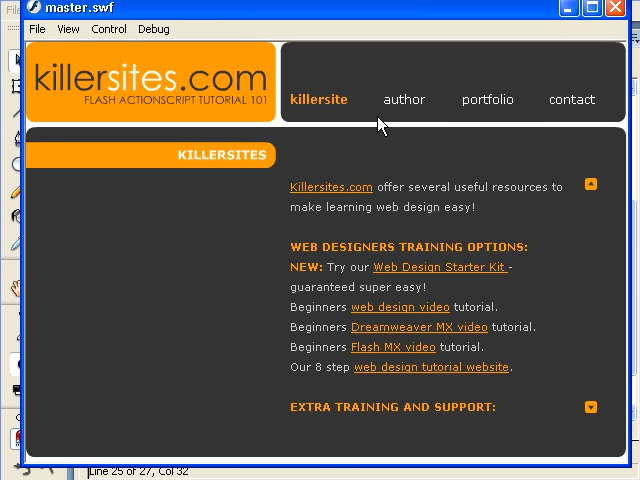 master.swf
File View Control Debug
killersites.com
FLASH ACTIONSCRIPT TUTORIAL 101
killersite author portfolio contact
KILLERSITES
Killersites.com offer several useful resources to
make learning web design easy!
WEB DESIGNERS TRAINING OPTIONS:
NEW: Try our Web Design Starter Kit -
guaranteed super easy!
Beginners web design video tutorial.
Beginners Dreamweaver MX video tutorial.
Beginners Flash MX video tutorial.
Our 8 step web design tutorial website.
EXTRA TRAINING AND SUPPORT:
Line 25 of 27, Col 32